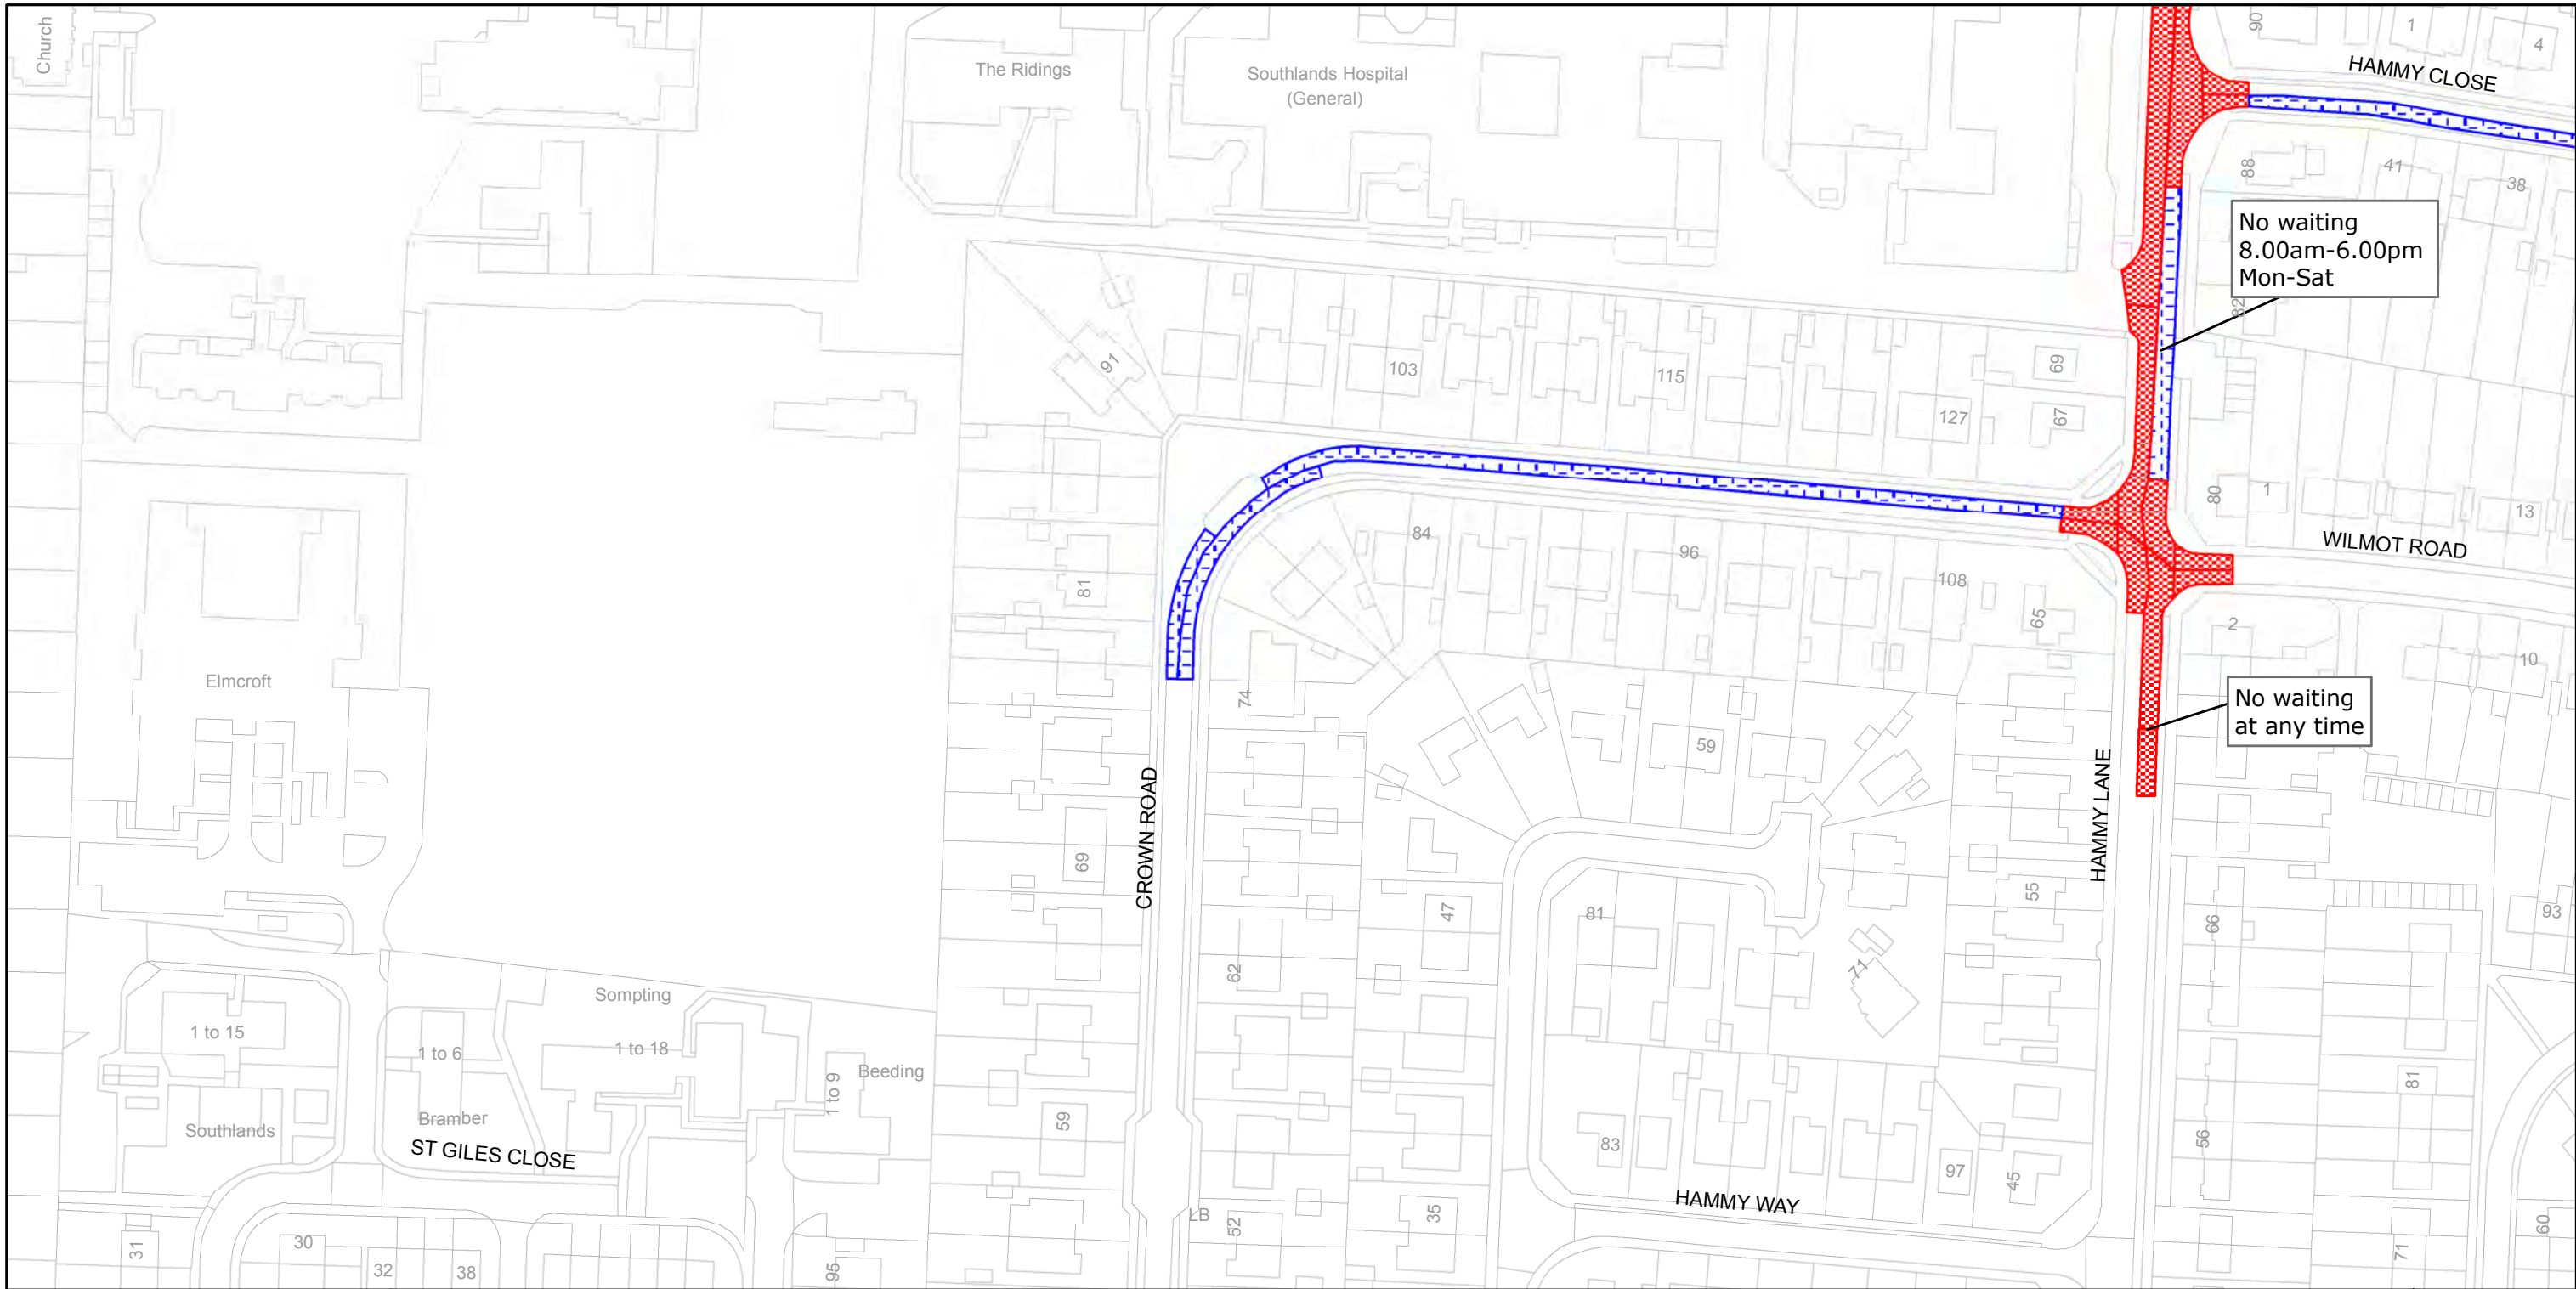 Church
The Ridings
Southlands Hospital
(General)
90
1
4
HAMMY CLOSE
88
41
38
No waiting
8.00am-6.00pm
Mon-Sat
82
91
103
115
127
69
67
80
1
13
WILMOT ROAD
84
96
108
65
81
2
10
Elmcroft
74
59
No waiting
at any time
HAMMY LANE
CROWN ROAD
69
47
81
55
66
93
62
71
Sompting
1 to 15
1 to 6
1 to 18
1 to 9
Beeding
81
Southlands
Bramber
ST GILES CLOSE
59
83
97
45
56
HAMMY WAY
LB
52
35
60
31
30
32
38
95
71